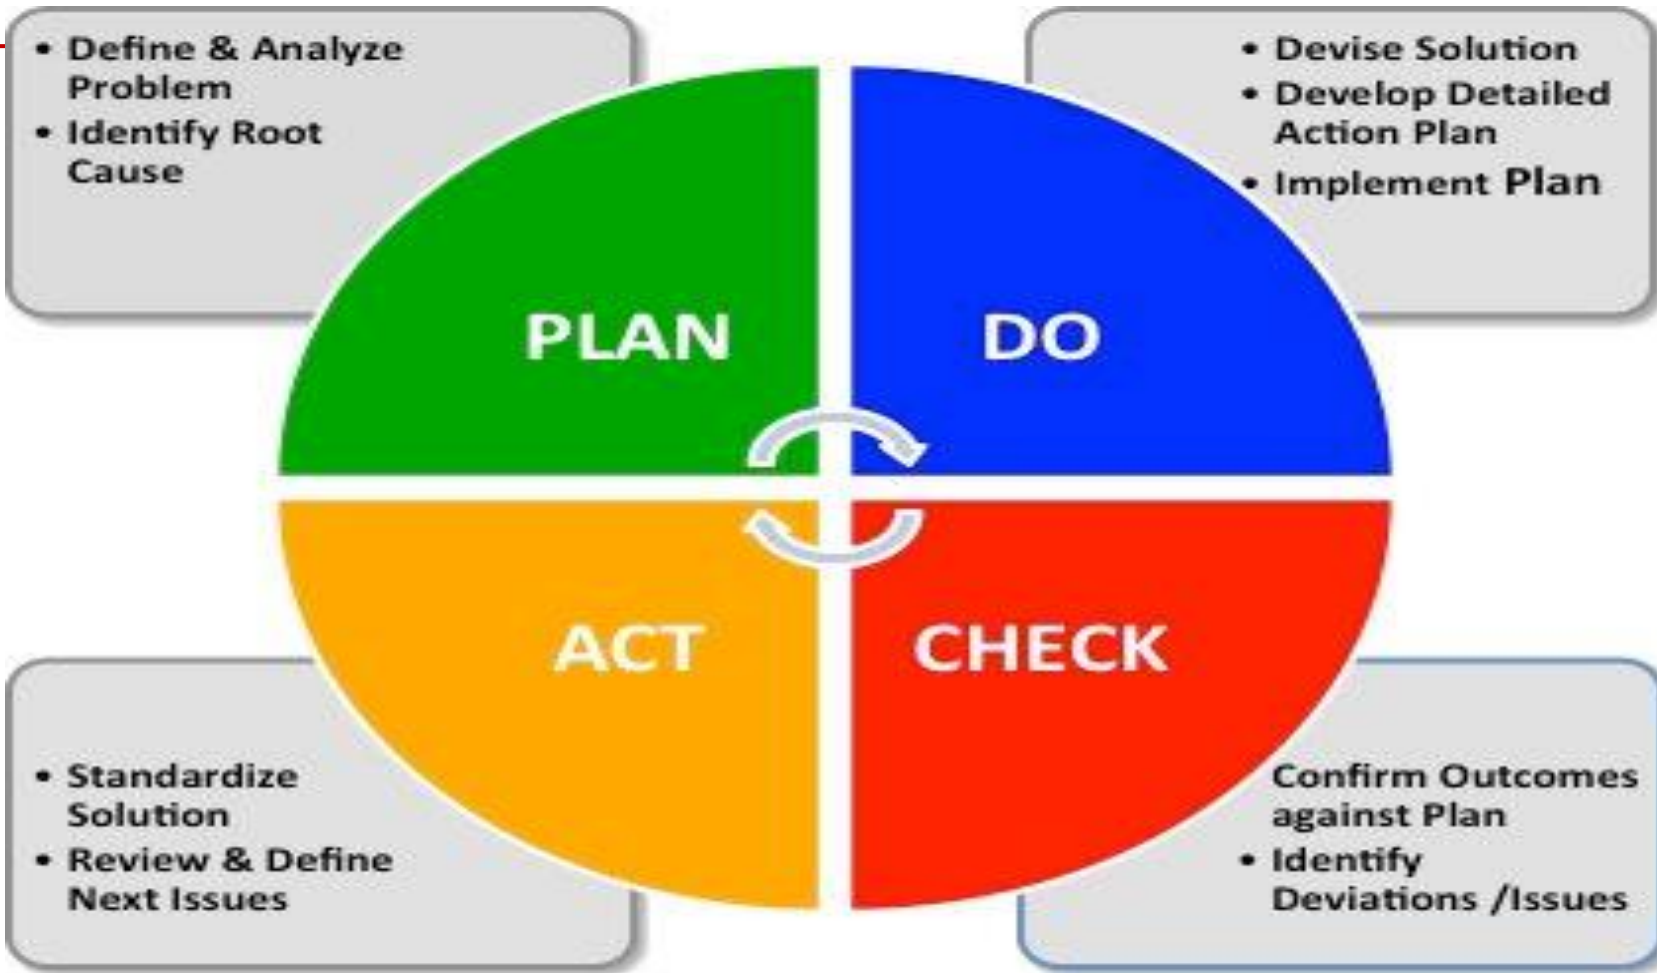 • Define & Analyze
Problem
• Identify Root
Cause
• Devise Solution
• Develop Detailed
Action Plan
• Implement Plan
PLAN
DO
ACT
CHECK
• Standardize
Solution
• Review & Define
Next Issues
Confirm Outcomes
against Plan
• Identify
Deviations /Issues